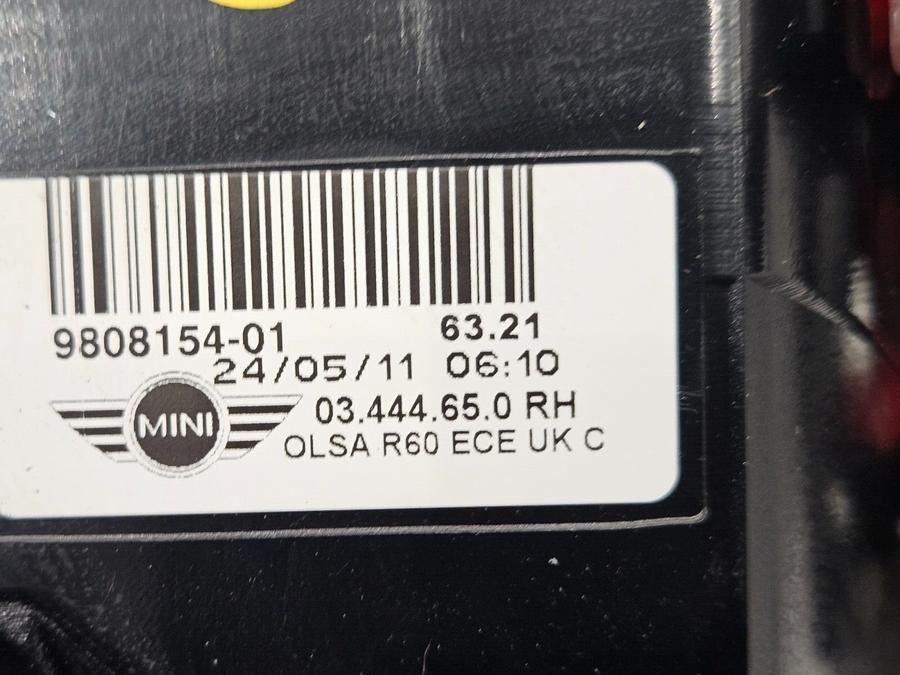 9808154-01 63.21
24/05/11 06:10
MINI
03.444.65.0 RH
OLSA R60 ECE UK C